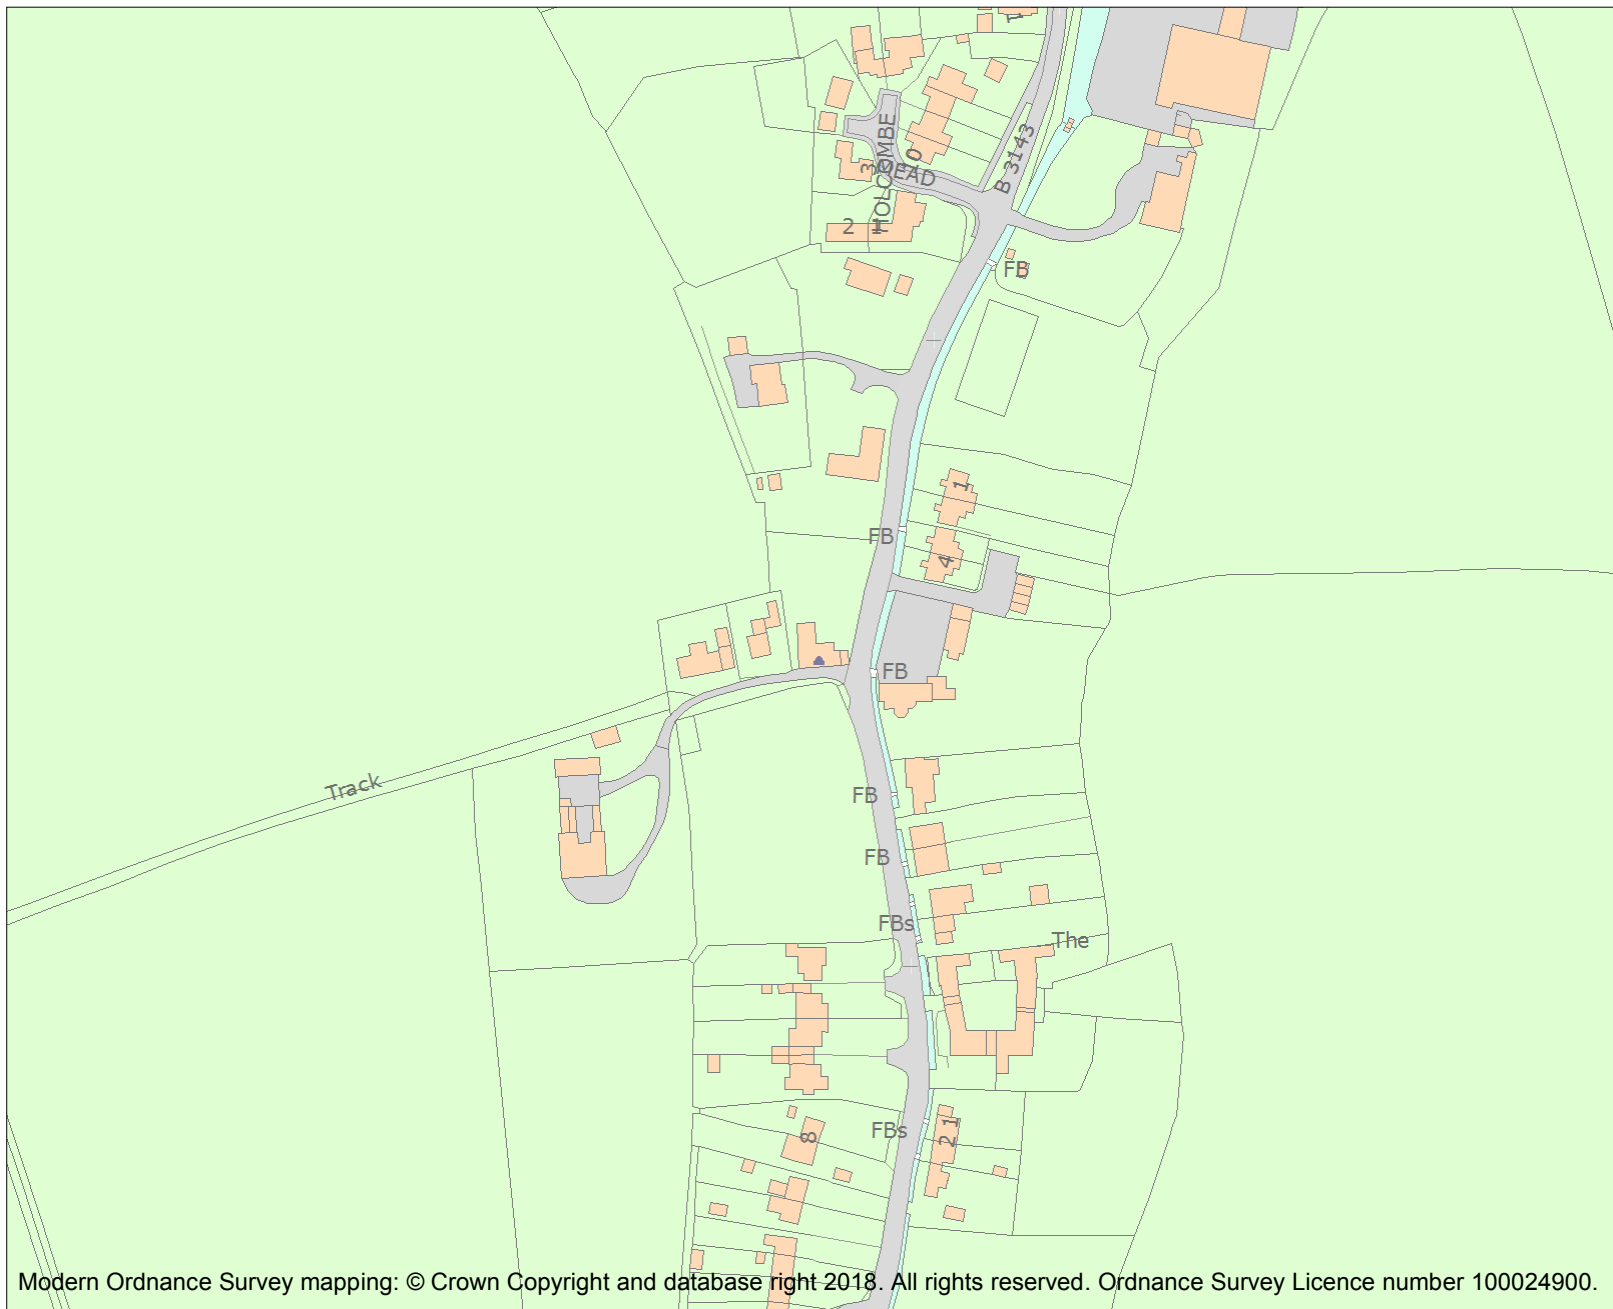 1
B 3143
HOLCOMBE
10
3
MEAD
2
1
FB
1
FB
4
FB
Track
FB
FB
FBs
The
FBs
8
2 1
Modern Ordnance Survey mapping: © Crown Copyright and database right 2018. All rights reserved. Ordnance Survey Licence number 100024900.